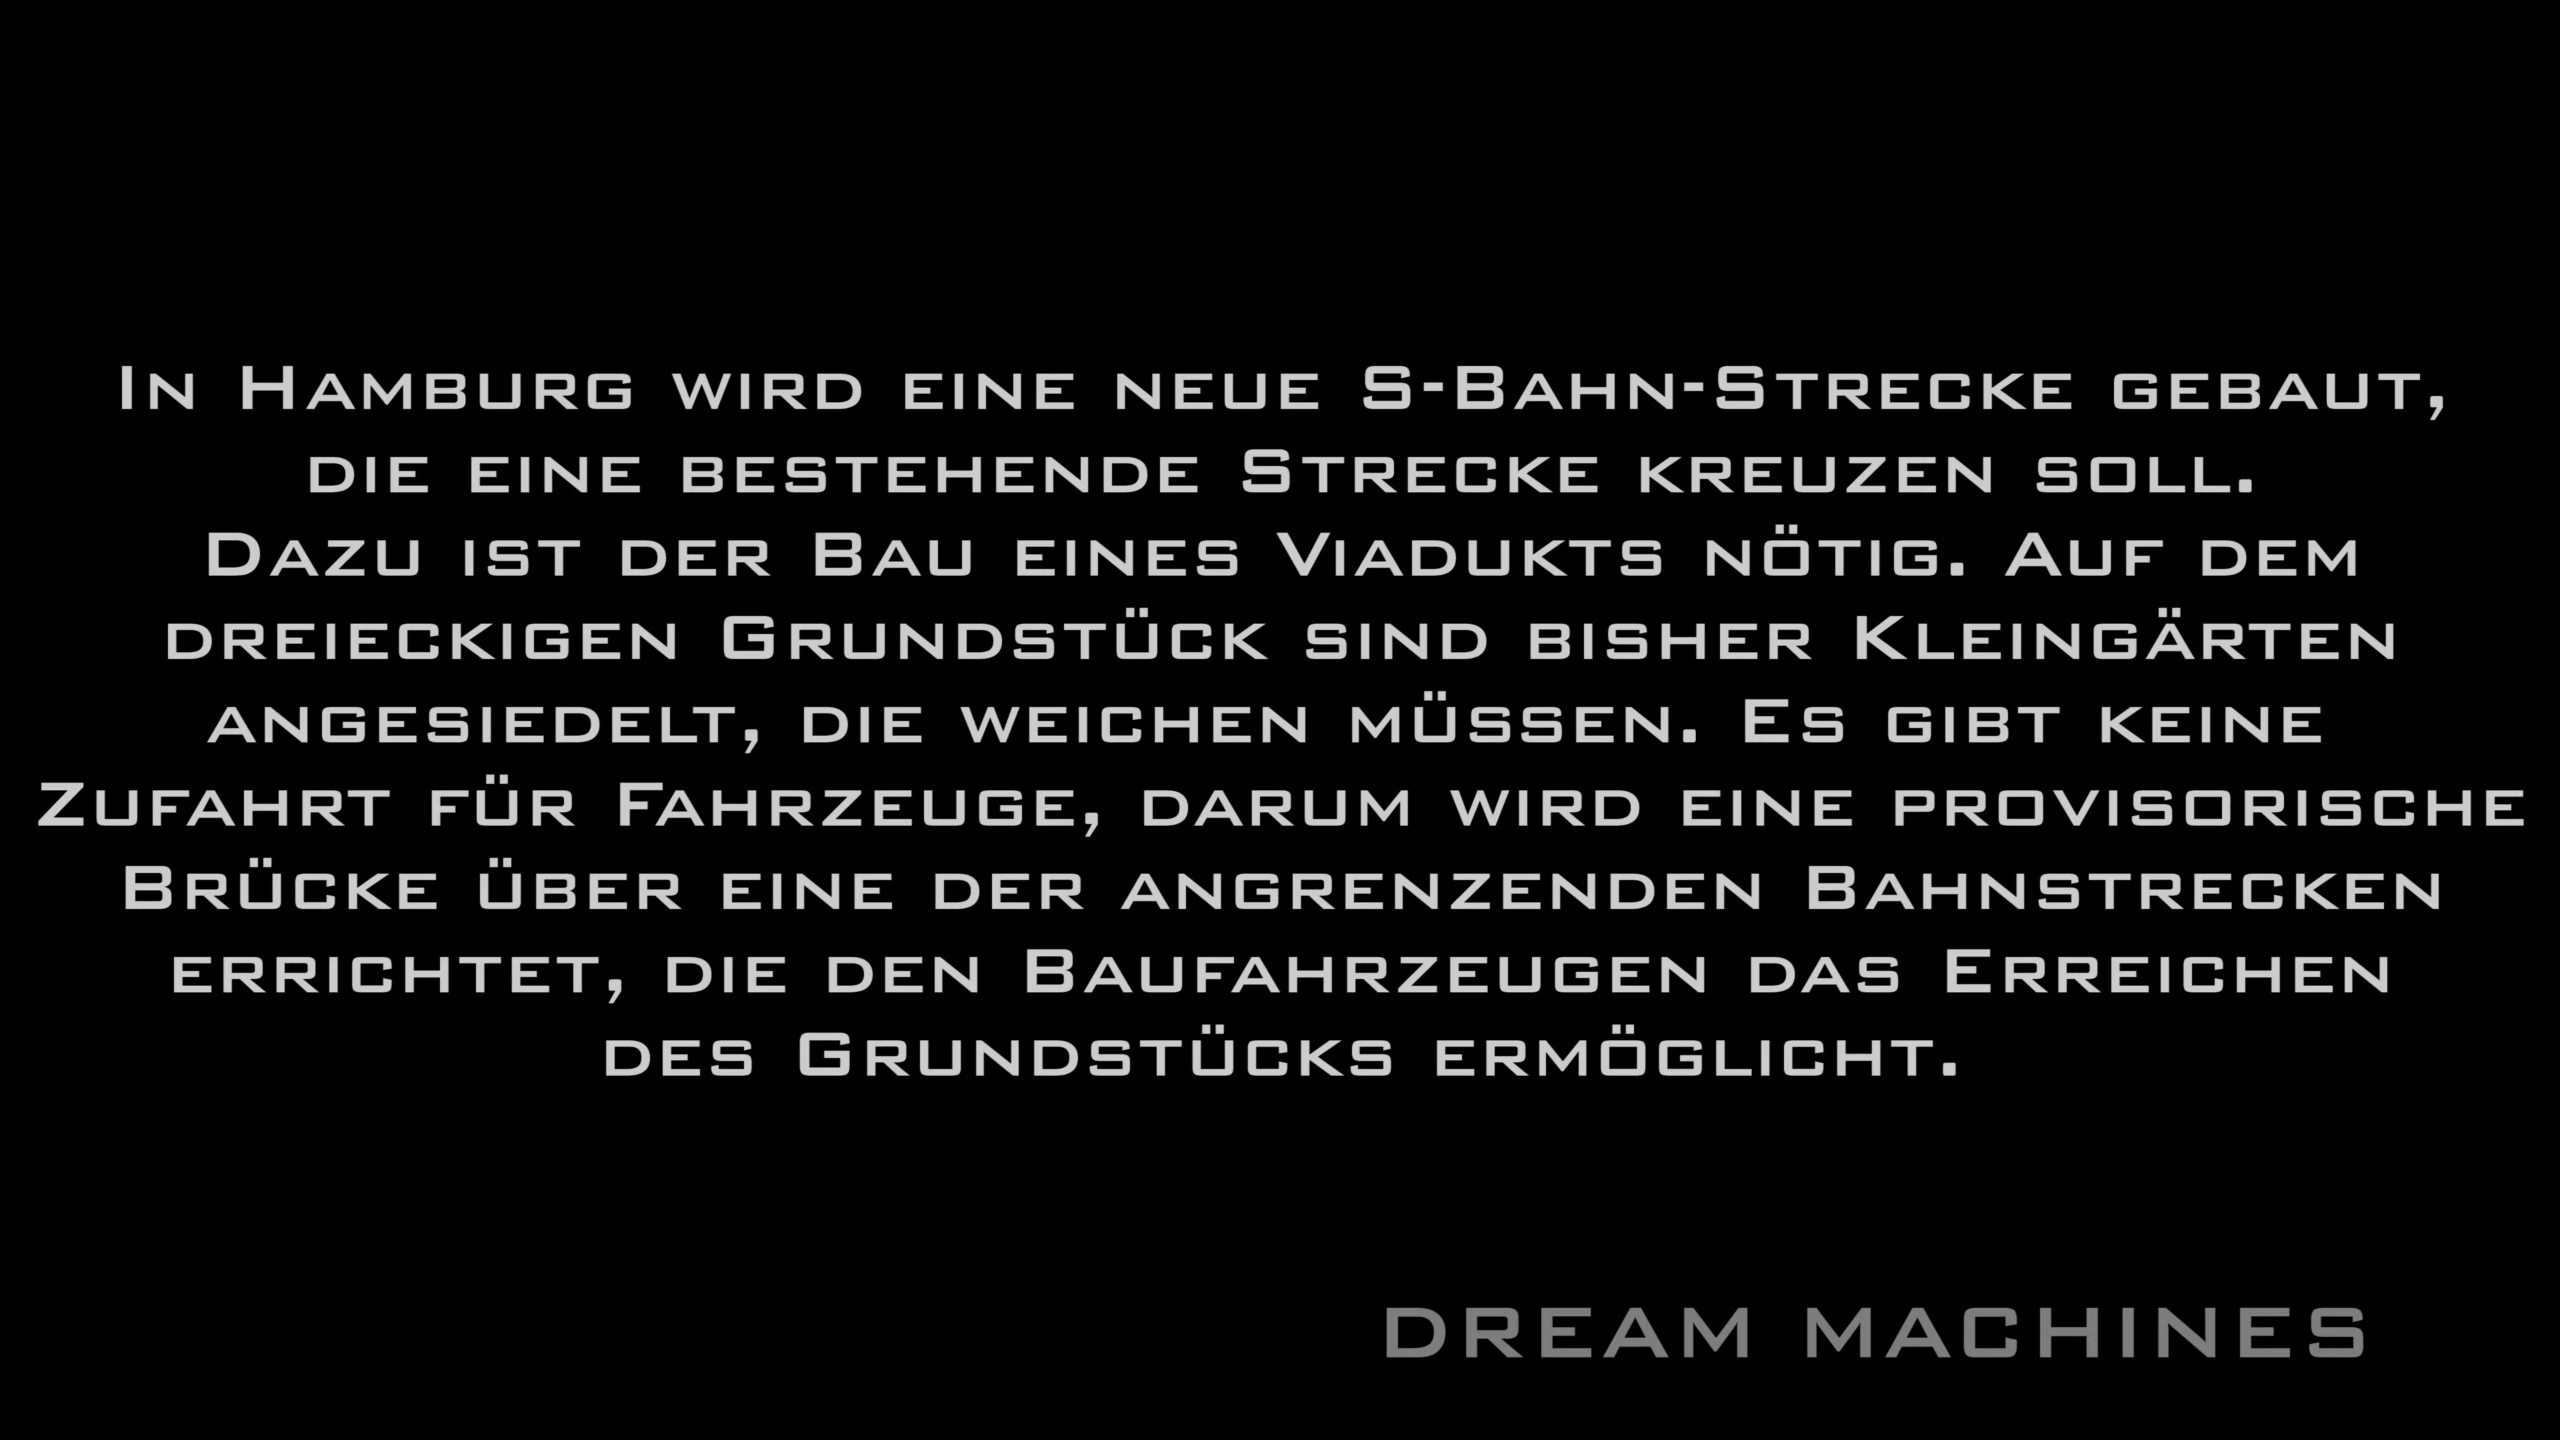 In Hamburg wird eine neue S-Bahn-Strecke gebaut,
die eine bestehende Strecke kreuzen soll.
Dazu ist der Bau eines Viadukts nötig. Auf dem
dreieckigen Grundstück sind bisher Kleingärten
angesiedelt, die weichen müssen. Es gibt keine
Zufahrt für Fahrzeuge, darum wird eine provisorische
Brücke über eine der angrenzenden Bahnstrecken
errichtet, die den Baufahrzeugen das Erreichen
des Grundstücks ermöglicht.
DREAM MACHINES